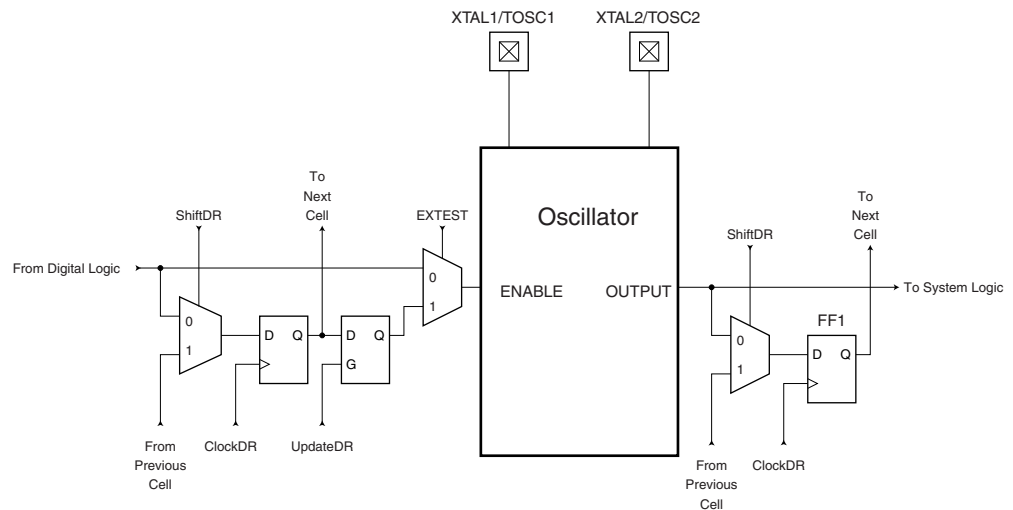 XTAL1/TOSC1
XTAL2/TOSC2
To
Next
Cell
ShiftDR
EXTEST
From Digital Logic
0
1
D Q
D Q
G
0
1
From
Previous
Cell
ClockDR
UpdateDR
Oscillator
ENABLE
OUTPUT
To
Next
Cell
ShiftDR
To System Logic
FF1
0
1
D Q
From
Previous
Cell
ClockDR